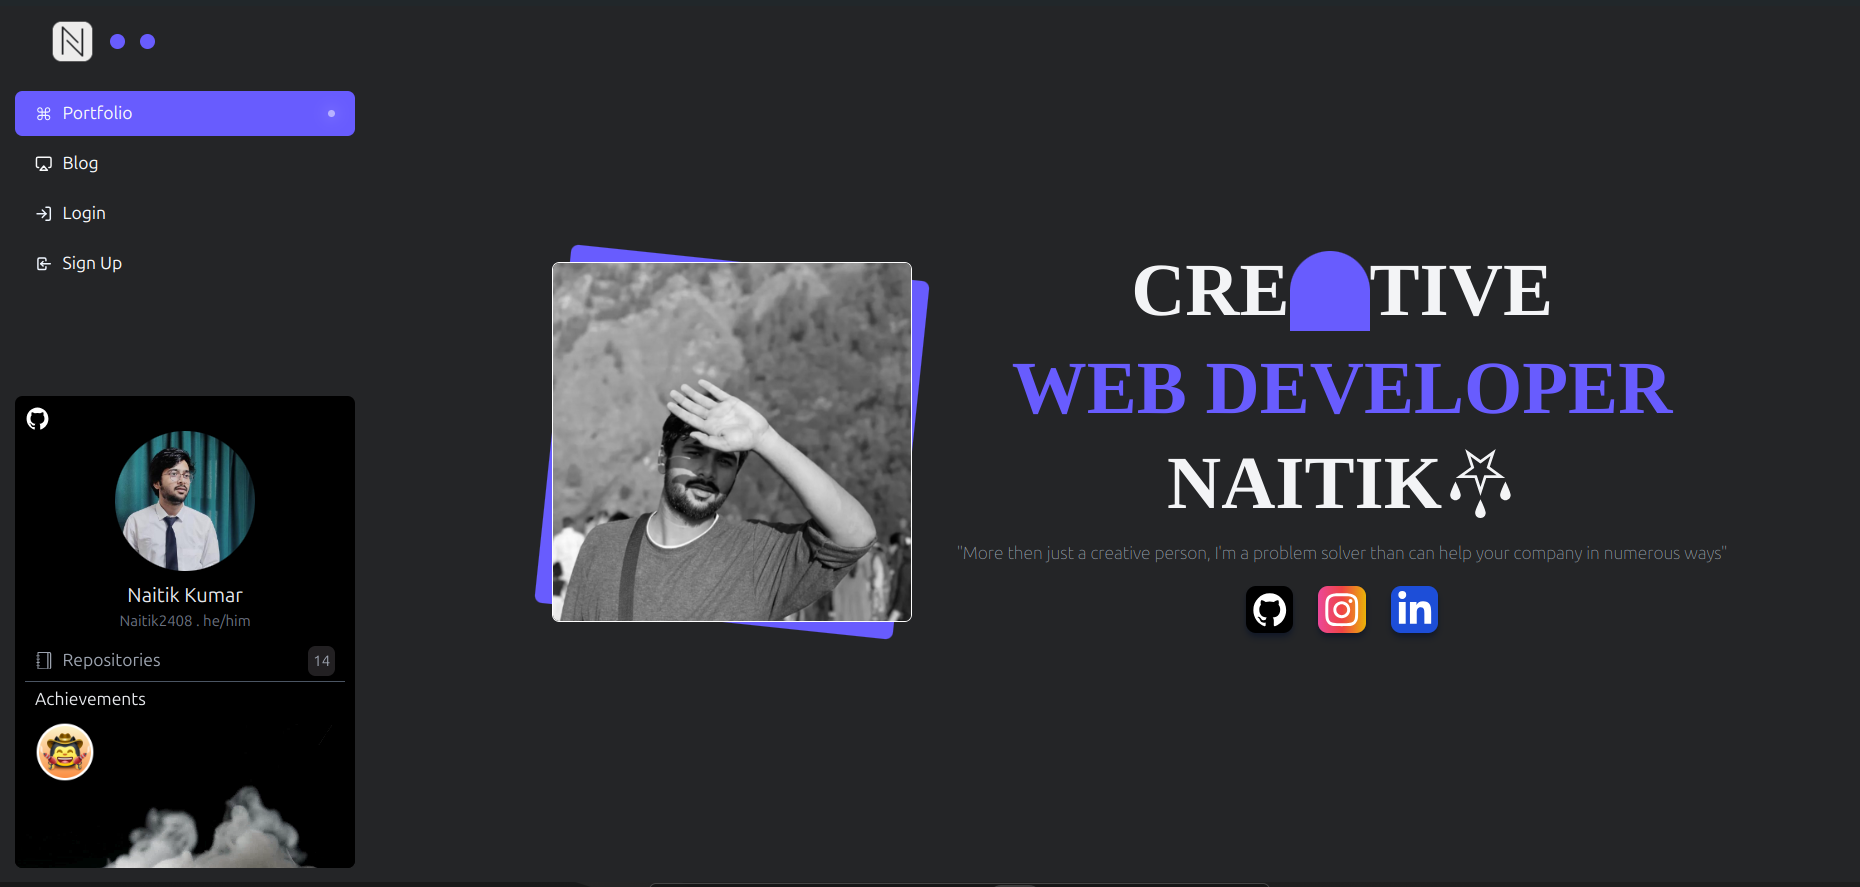 N
Portfolio
Blog
Login
Sign Up
Naitik Kumar
Naitik2408 . he/him
Repositories 14
Achievements
CRE TIVE
WEB DEVELOPER
NAITIK
"More then just a creative person, I'm a problem solver than can help your company in numerous ways"
in